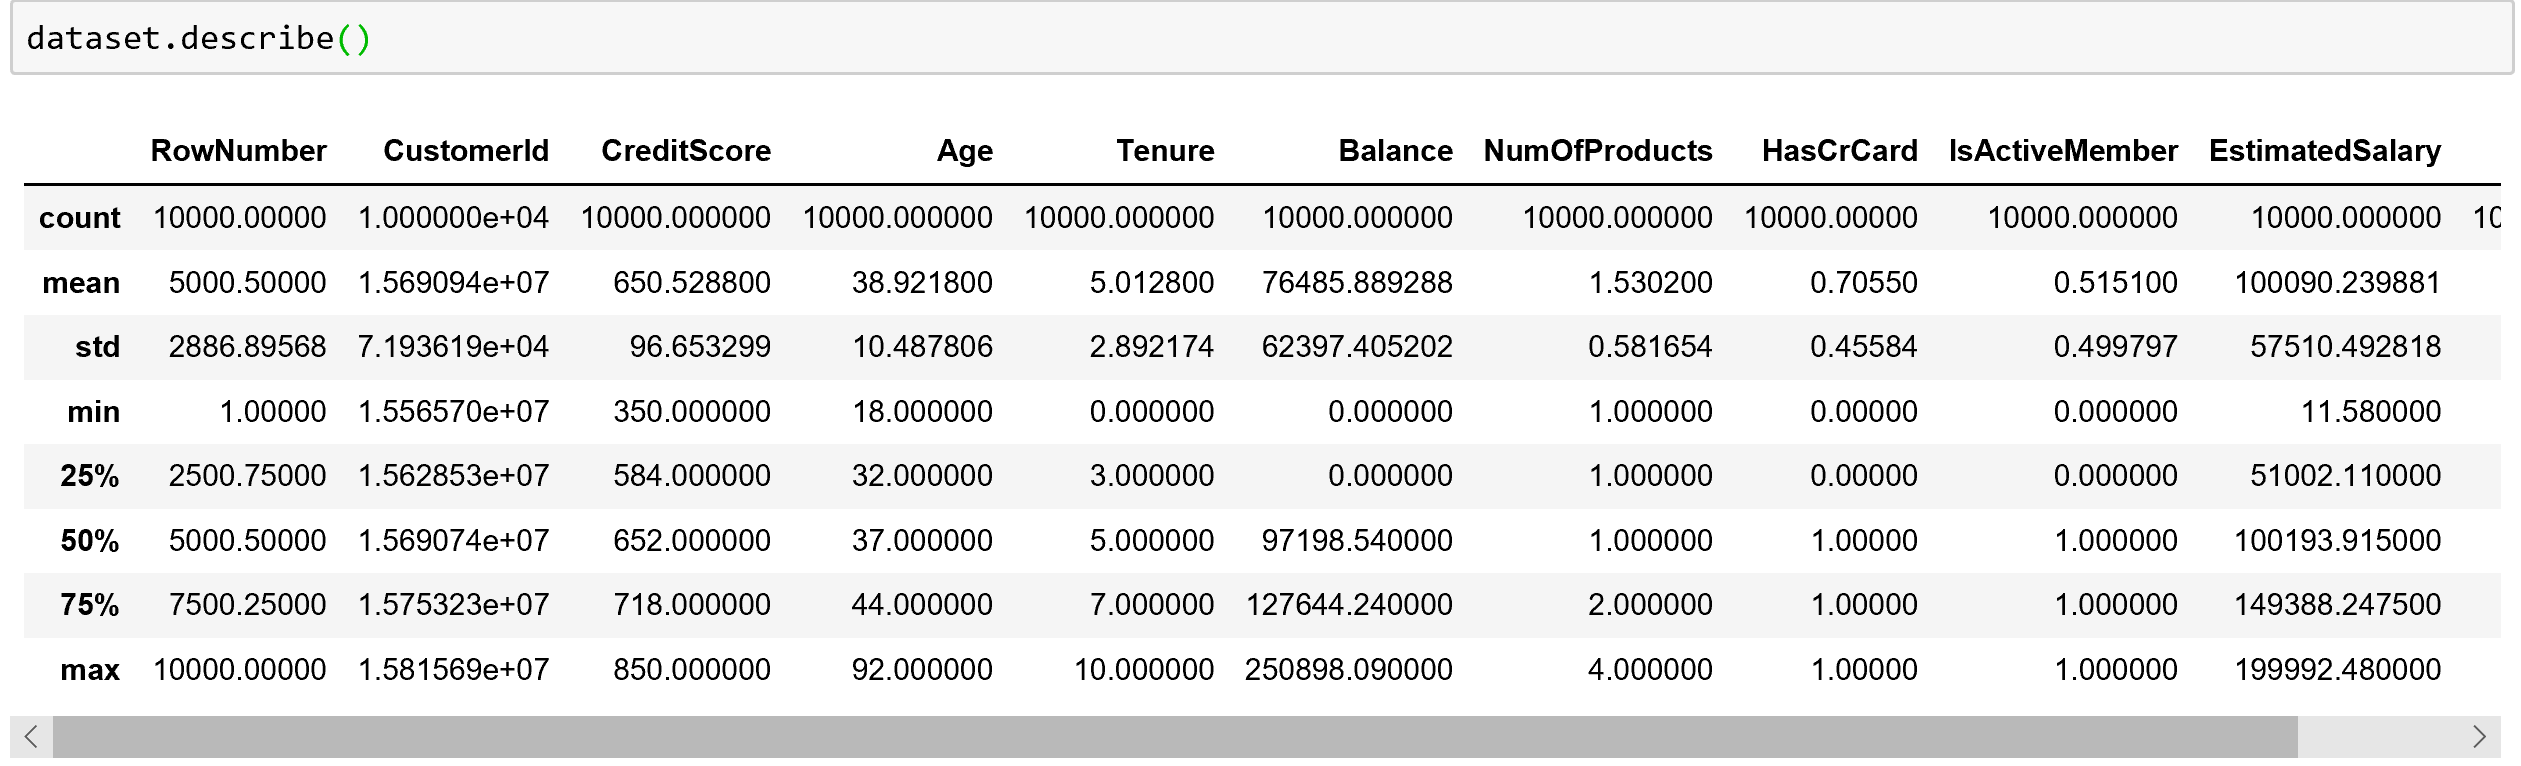 dataset.describe()
RowNumber CustomerId CreditScore Age Tenure Balance NumOfProducts HasCrCard IsActiveMember EstimatedSalary
count 10000.00000 1.000000e+04 10000.000000 10000.000000 10000.000000 10000.000000 10000.000000 10000.00000 10000.000000 10000.000000 10
mean 5000.50000 1.569094e+07 650.528800 38.921800 5.012800 76485.889288 1.530200 0.70550 0.515100 100090.239881
std 2886.89568 7.193619e+04 96.653299 10.487806 2.892174 62397.405202 0.581654 0.45584 0.499797 57510.492818
min 1.00000 1.556570e+07 350.000000 18.000000 0.000000 0.000000 1.000000 0.00000 0.000000 11.580000
25% 2500.75000 1.562853e+07 584.000000 32.000000 3.000000 0.000000 1.000000 0.00000 0.000000 51002.110000
50% 5000.50000 1.569074e+07 652.000000 37.000000 5.000000 97198.540000 1.000000 1.00000 1.000000 100193.915000
75% 7500.25000 1.575323e+07 718.000000 44.000000 7.000000 127644.240000 2.000000 1.00000 1.000000 149388.247500
max 10000.00000 1.581569e+07 850.000000 92.000000 10.000000 250898.090000 4.000000 1.00000 1.000000 199992.480000